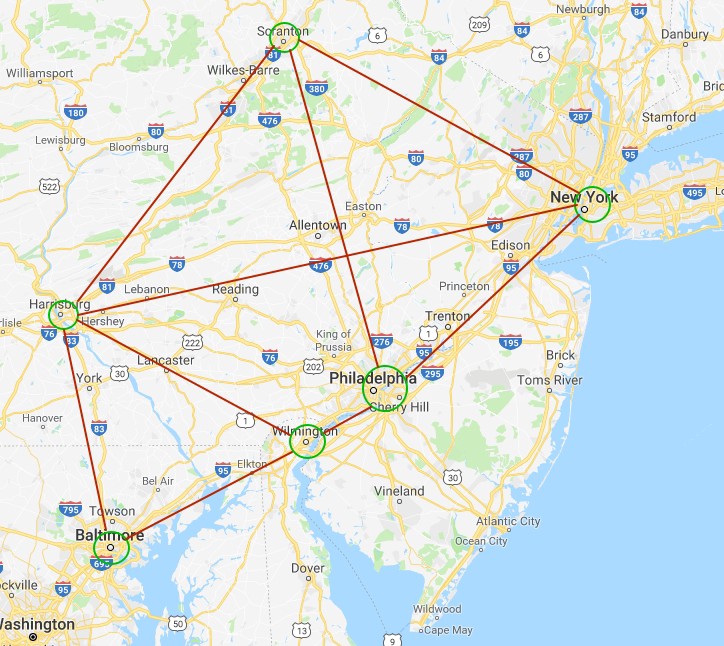 Newburgh
84
209
84
Scranton
6
Danbury
81
84
6
Wilkes-Barre
Williamsport
380
81
180
476
287
Stamford
80
Lewisburg
Bloomsburg
80
287
95
80
522
495
New York
Easton
Allentown
78
78
Edison
78
476
95
81
Lebanon
Reading
Princeton
Harrisburg
Hershey
Trenton
76
83
King of
Prussia
276
1
222
195
76
95
Lancaster
202
Brick
30
295
York
Philadelphia
Toms River
Cherry Hill
Hanover
1
83
Wilmington
95
Elkton
30
Bel Air
Vineland
795
Towson
Atlantic City
Baltimore
Ocean City
695
Dover
95
Wilmington
Wildwood
50
Washington
13
Cape May
9